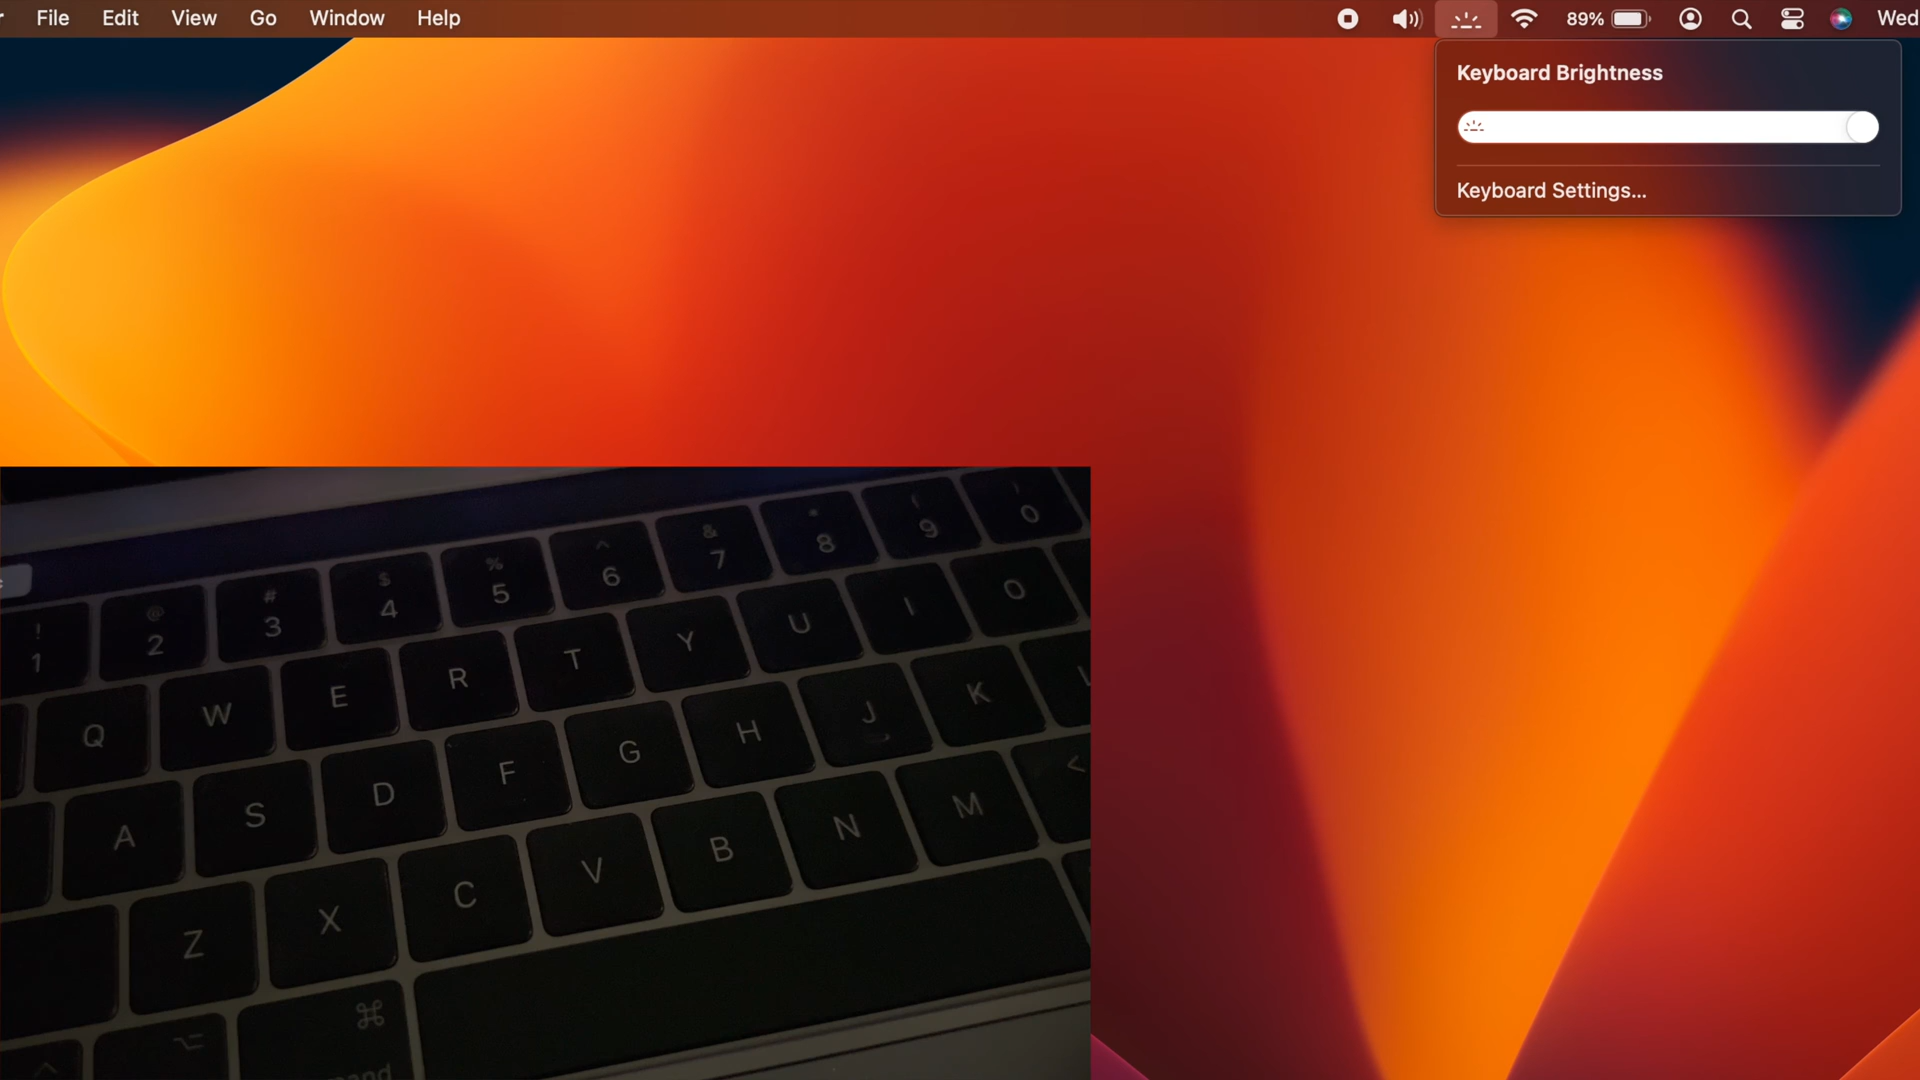 File Edit View Go Window Help 89% Wed
Keyboard Brightness
Keyboard Settings...
! @ # $ % ^ & * ( )
1 2 3 4 5 6 7 8 9 0
Q W E R T Y U I O
A S D F G H J K L
Z X C V B N M <
^ ⌥ ⌘